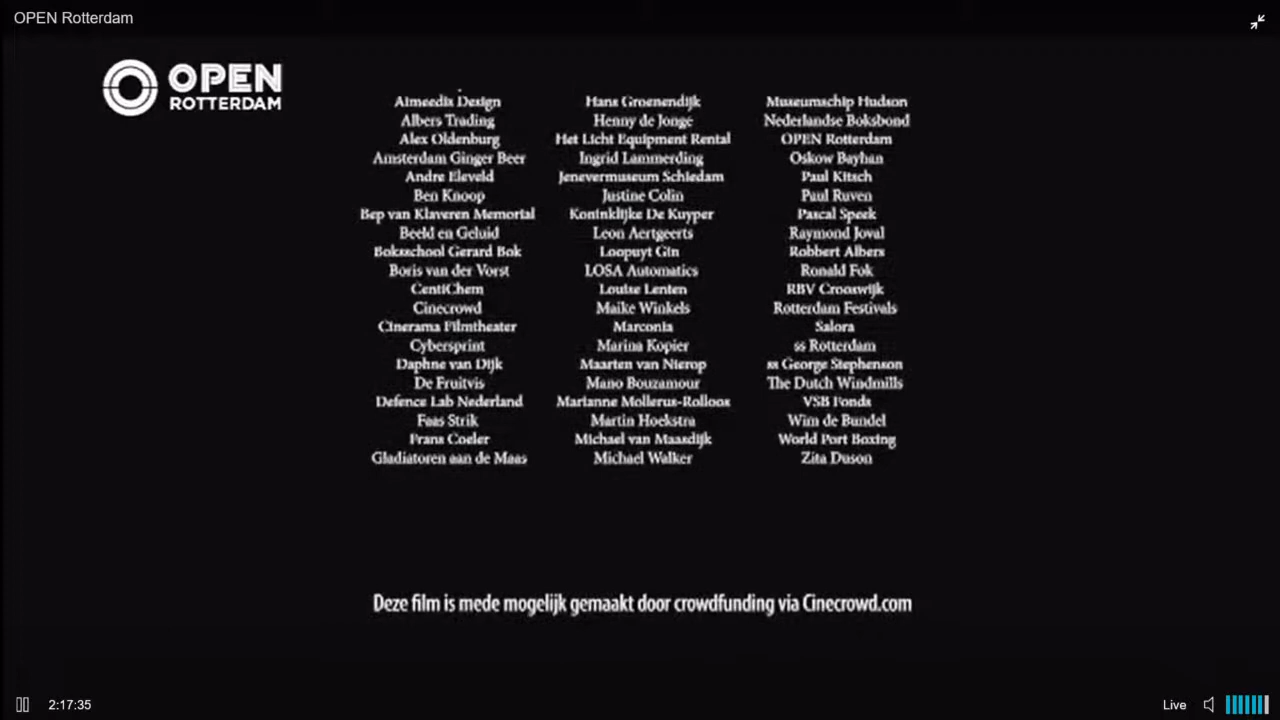 OPEN Rotterdam
OPEN
ROTTERDAM
Aimeedia Design
Albers Trading
Alex Oldenburg
Amsterdam Ginger Beer
Andre Eleveld
Ben Knoop
Bep van Klaveren Memorial
Beeld en Geluid
Boksschool Gerard Bok
Boris van der Vorst
CentiChem
Cinecrowd
Cinerama Filmtheater
Cybersprint
Daphne van Dijk
De Fruitvis
Defence Lab Nederland
Faas Strik
Frans Coeler
Gladiatoren aan de Maas
Hans Groenendijk
Henny de Jonge
Het Licht Equipment Rental
Ingrid Lammerding
Jenevermuseum Schiedam
Justine Colin
Koninklijke De Kuyper
Leon Aertgeerts
Loopuyt Gin
LOSA Automatics
Louise Lenten
Maike Winkels
Marconia
Marina Kopier
Maarten van Nierop
Mano Bouzamour
Marianne Mollerus-Rolloos
Martin Hoekstra
Michael van Maasdijk
Michael Walker
Museumschip Hudson
Nederlandse Boksbond
OPEN Rotterdam
Oskow Bayhan
Paul Kitsch
Paul Ruven
Pascal Speek
Raymond Joval
Robbert Albers
Ronald Fok
RBV Crooswijk
Rotterdam Festivals
Salora
ss Rotterdam
ss George Stephenson
The Dutch Windmills
VSB Fonds
Wim de Bundel
World Port Boxing
Zita Duson
Deze film is mede mogelijk gemaakt door crowdfunding via Cinecrowd.com
2:17:35
Live